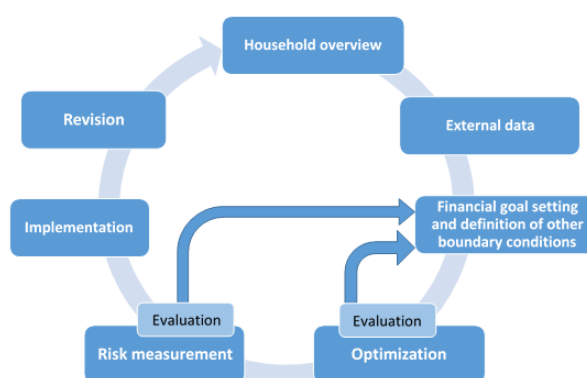 Household overview
Revision
External data
Implementation
Financial goal setting
and definition of other
boundary conditions
Evaluation
Evaluation
Risk measurement
Optimization